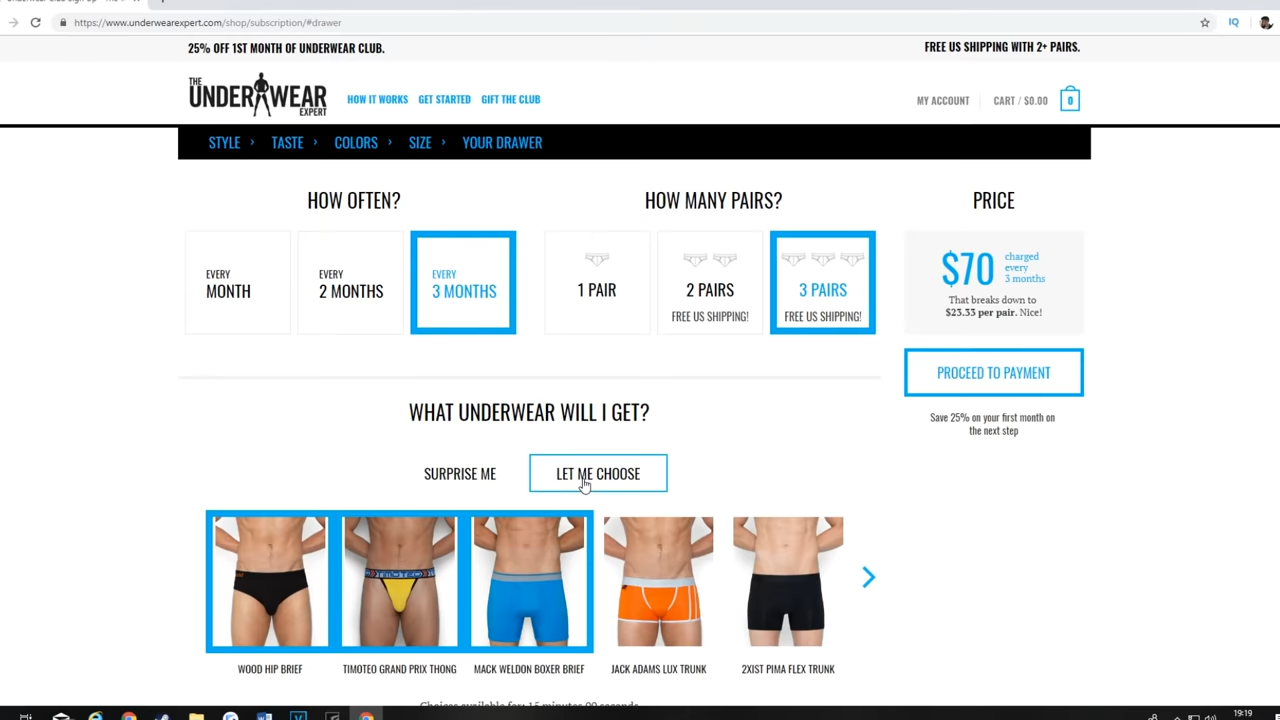 https://www.underwearexpert.com/shop/subscription/#drawer
IQ
25% OFF 1ST MONTH OF UNDERWEAR CLUB.
FREE US SHIPPING WITH 2+ PAIRS.
THE
UNDERWEAR
EXPERT
HOW IT WORKS
GET STARTED
GIFT THE CLUB
MY ACCOUNT
CART / $0.00
0
STYLE › TASTE › COLORS › SIZE › YOUR DRAWER
HOW OFTEN?
EVERY
MONTH
EVERY
2 MONTHS
EVERY
3 MONTHS
HOW MANY PAIRS?
1 PAIR
2 PAIRS
FREE US SHIPPING!
3 PAIRS
FREE US SHIPPING!
PRICE
$70
charged
every
3 months
That breaks down to
$23.33 per pair. Nice!
PROCEED TO PAYMENT
Save 25% on your first month on
the next step
WHAT UNDERWEAR WILL I GET?
SURPRISE ME
LET ME CHOOSE
TIMOTEO
WOOD HIP BRIEF
TIMOTEO GRAND PRIX THONG
MACK WELDON BOXER BRIEF
JACK ADAMS LUX TRUNK
2XIST PIMA FLEX TRUNK
Choices available for: 15 minutes 00 seconds
19:19